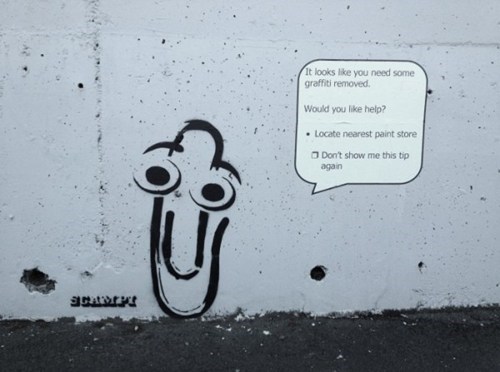 It looks like you need some
graffiti removed.
Would you like help?
• Locate nearest paint store
❒ Don't show me this tip
again
SCAMPI